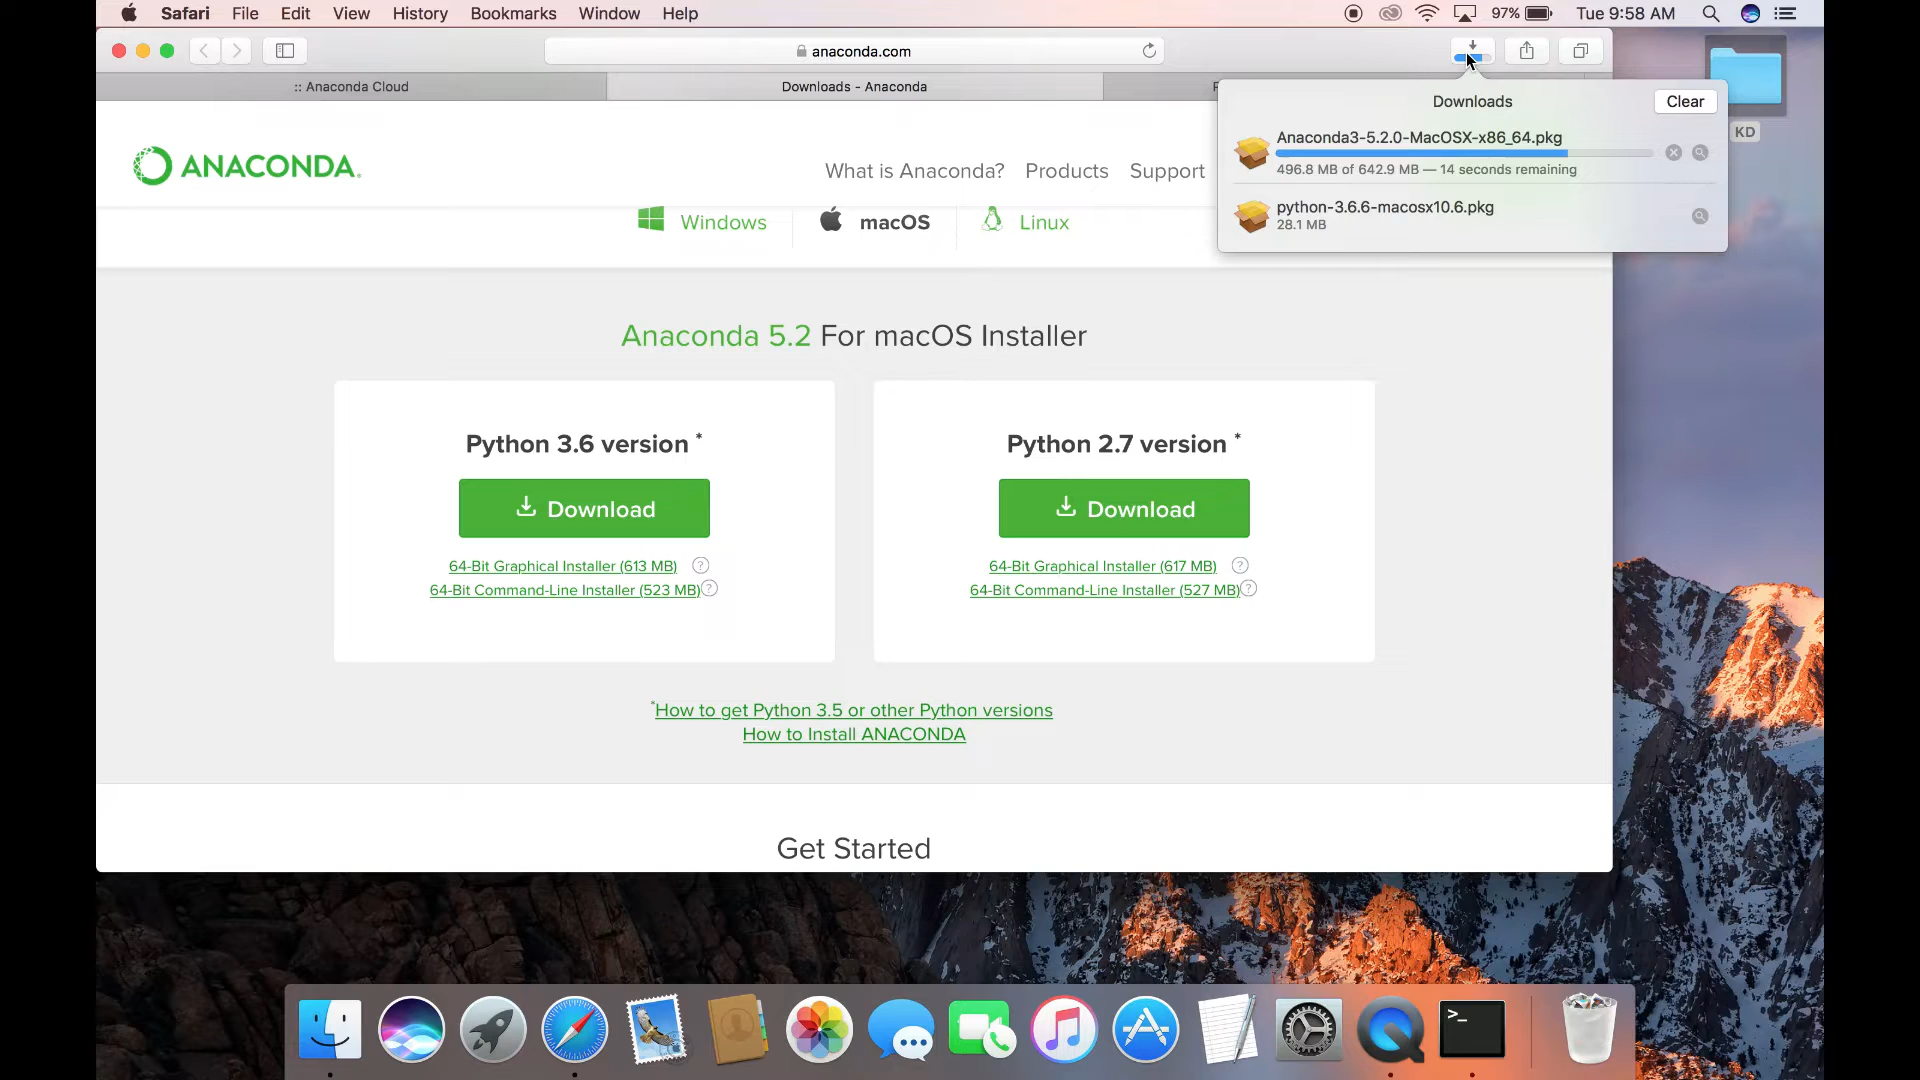 Safari File Edit View History Bookmarks Window Help 97% Tue 9:58 AM
anaconda.com
:: Anaconda Cloud
Downloads - Anaconda
Downloads
Clear
Anaconda3-5.2.0-MacOSX-x86_64.pkg
496.8 MB of 642.9 MB — 14 seconds remaining
python-3.6.6-macosx10.6.pkg
28.1 MB
KD
ANACONDA.
What is Anaconda? Products Support
Windows macOS Linux
Anaconda 5.2 For macOS Installer
Python 3.6 version *
Download
64-Bit Graphical Installer (613 MB) ?
64-Bit Command-Line Installer (523 MB) ?
Python 2.7 version *
Download
64-Bit Graphical Installer (617 MB) ?
64-Bit Command-Line Installer (527 MB) ?
*How to get Python 3.5 or other Python versions
How to Install ANACONDA
Get Started
>_